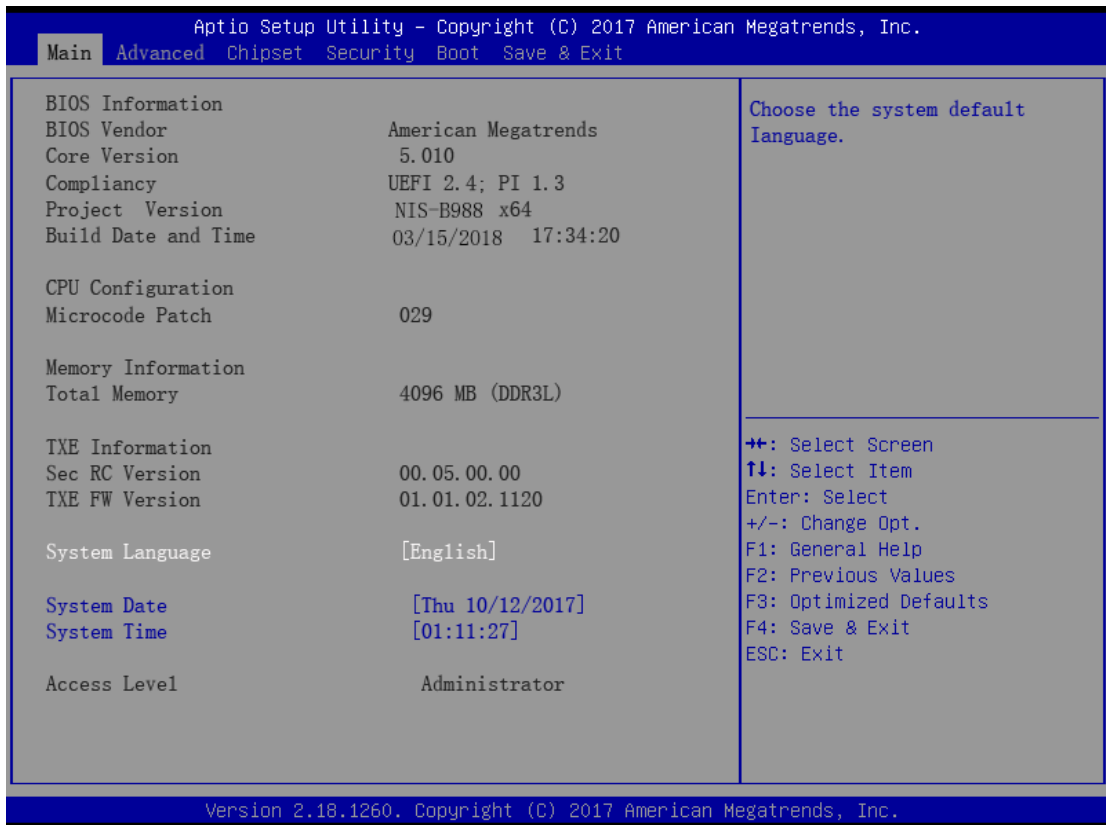 Aptio Setup Utility – Copyright (C) 2017 American Megatrends, Inc.
Main Advanced Chipset Security Boot Save & Exit
BIOS Information
BIOS Vendor American Megatrends
Core Version 5.010
Compliancy UEFI 2.4; PI 1.3
Project Version NIS-B988 x64
Build Date and Time 03/15/2018 17:34:20
CPU Configuration
Microcode Patch 029
Memory Information
Total Memory 4096 MB (DDR3L)
TXE Information
Sec RC Version 00.05.00.00
TXE FW Version 01.01.02.1120
System Language [English]
System Date [Thu 10/12/2017]
System Time [01:11:27]
Access Level Administrator
Choose the system default
language.
→←: Select Screen
↑↓: Select Item
Enter: Select
+/-: Change Opt.
F1: General Help
F2: Previous Values
F3: Optimized Defaults
F4: Save & Exit
ESC: Exit
Version 2.18.1260. Copyright (C) 2017 American Megatrends, Inc.